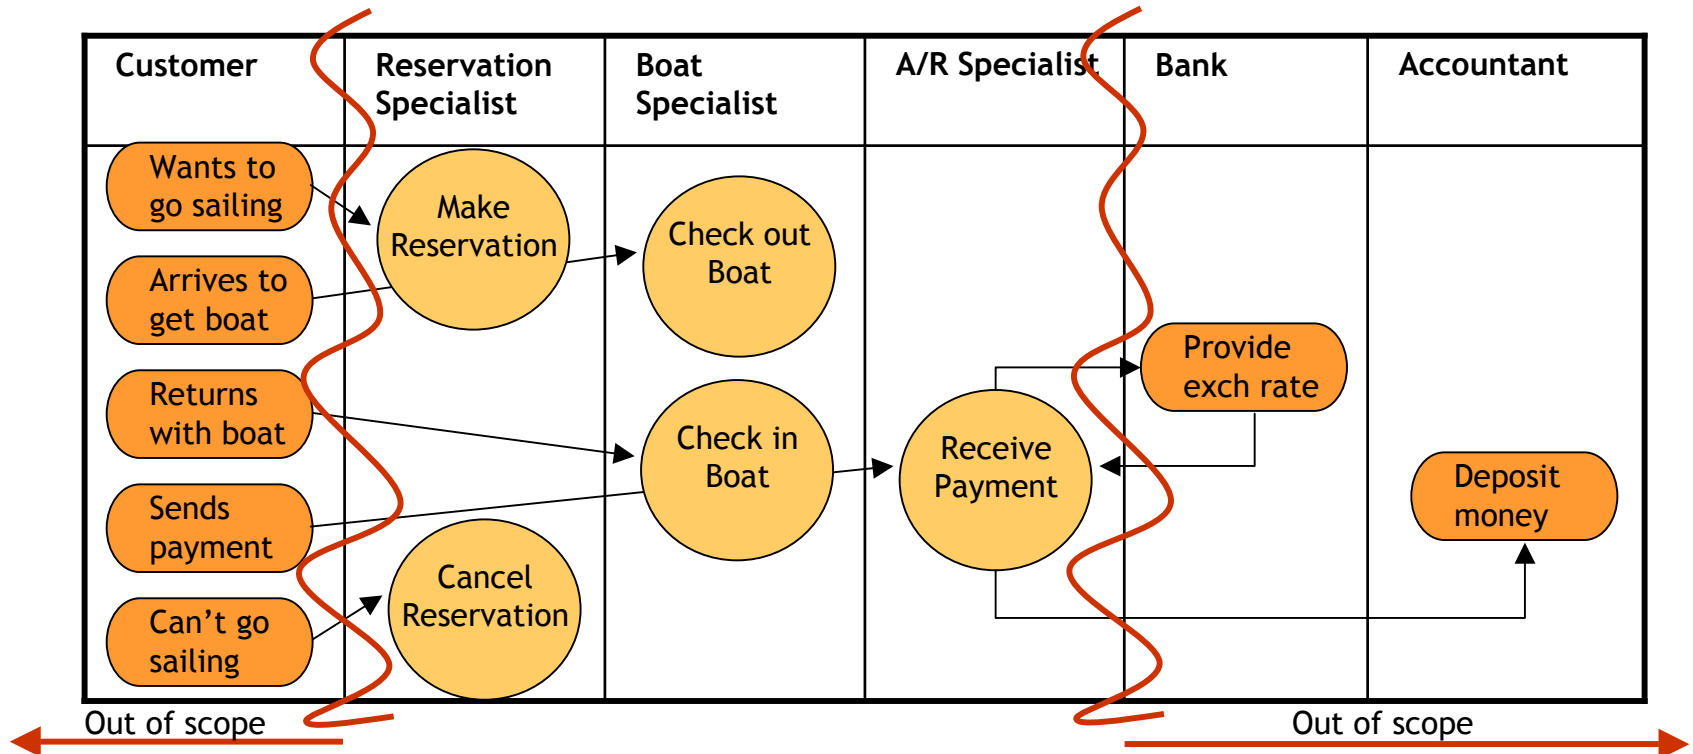 Customer
Reservation
Specialist
Boat
Specialist
A/R Specialist
Bank
Accountant
Wants to
go sailing
Arrives to
get boat
Returns
with boat
Sends
payment
Can’t go
sailing
Make
Reservation
Cancel
Reservation
Check out
Boat
Check in
Boat
Receive
Payment
Provide
exch rate
Deposit
money
Out of scope
Out of scope